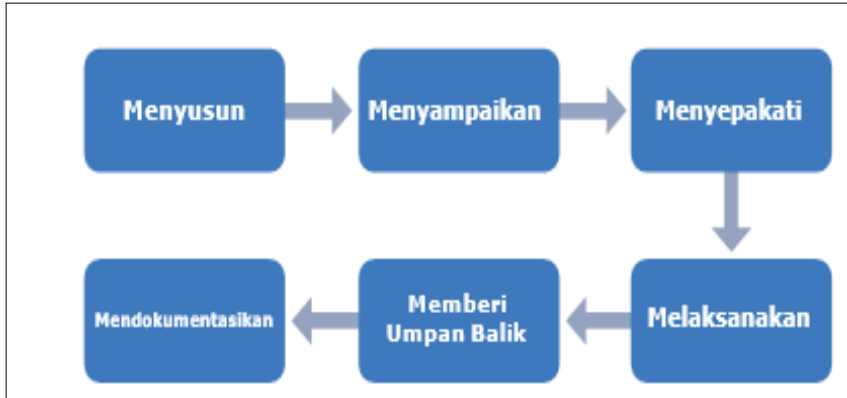 Menyusun
Menyampaikan
Menyepakati
Melaksanakan
Memberi
Umpan Balik
Mendokumentasikan